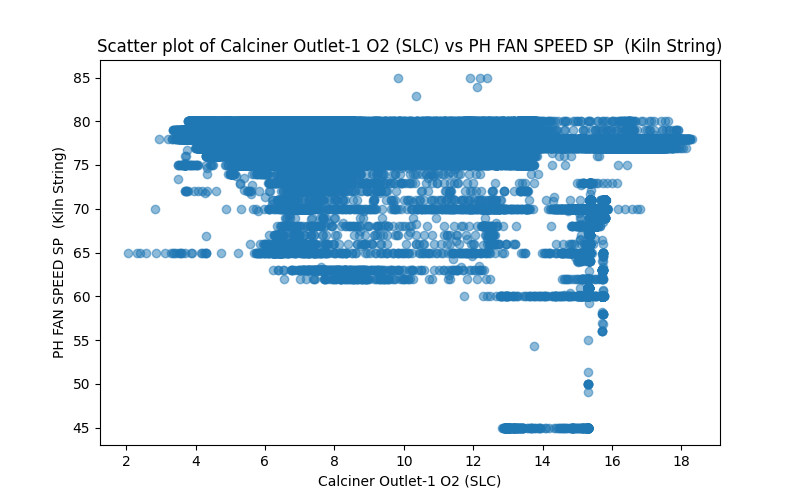 Scatter plot of Calciner Outlet-1 O2 (SLC) vs PH FAN SPEED SP  (Kiln String)
PH FAN SPEED SP  (Kiln String)
85
80
75
70
65
60
55
50
45
2 4 6 8 10 12 14 16 18
Calciner Outlet-1 O2 (SLC)